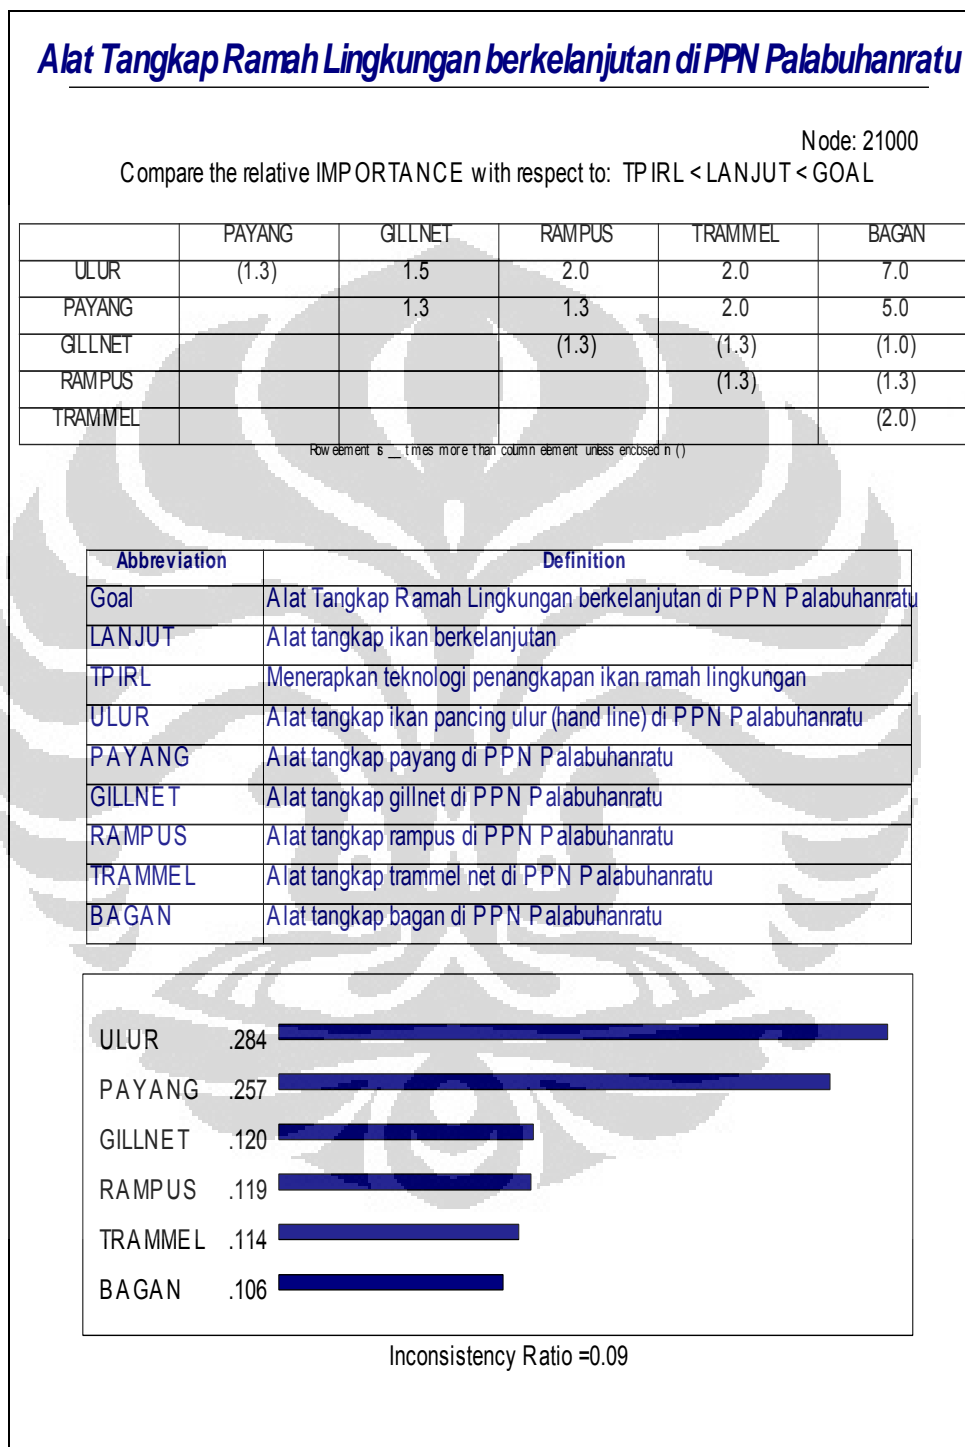 Alat Tangkap Ramah Lingkungan berkelanjutan di PPN Palabuhanratu
Node: 21000
Compare the relative IMPORTANCE with respect to: TPIRL < LANJUT < GOAL
PAYANG GILLNET RAMPUS TRAMMEL BAGAN
ULUR (1.3) 1.5 2.0 2.0 7.0
PAYANG 1.3 1.3 2.0 5.0
GILLNET (1.3) (1.3) (1.0)
RAMPUS (1.3) (1.3)
TRAMMEL (2.0)
Row element is __ times more than column element unless enclosed in ()
Abbreviation Definition
Goal Alat Tangkap Ramah Lingkungan berkelanjutan di PPN Palabuhanratu
LANJUT Alat tangkap ikan berkelanjutan
TPIRL Menerapkan teknologi penangkapan ikan ramah lingkungan
ULUR Alat tangkap ikan pancing ulur (hand line) di PPN Palabuhanratu
PAYANG Alat tangkap payang di PPN Palabuhanratu
GILLNET Alat tangkap gillnet di PPN Palabuhanratu
RAMPUS Alat tangkap rampus di PPN Palabuhanratu
TRAMMEL Alat tangkap trammel net di PPN Palabuhanratu
BAGAN Alat tangkap bagan di PPN Palabuhanratu
ULUR .284
PAYANG .257
GILLNET .120
RAMPUS .119
TRAMMEL .114
BAGAN .106
Inconsistency Ratio =0.09